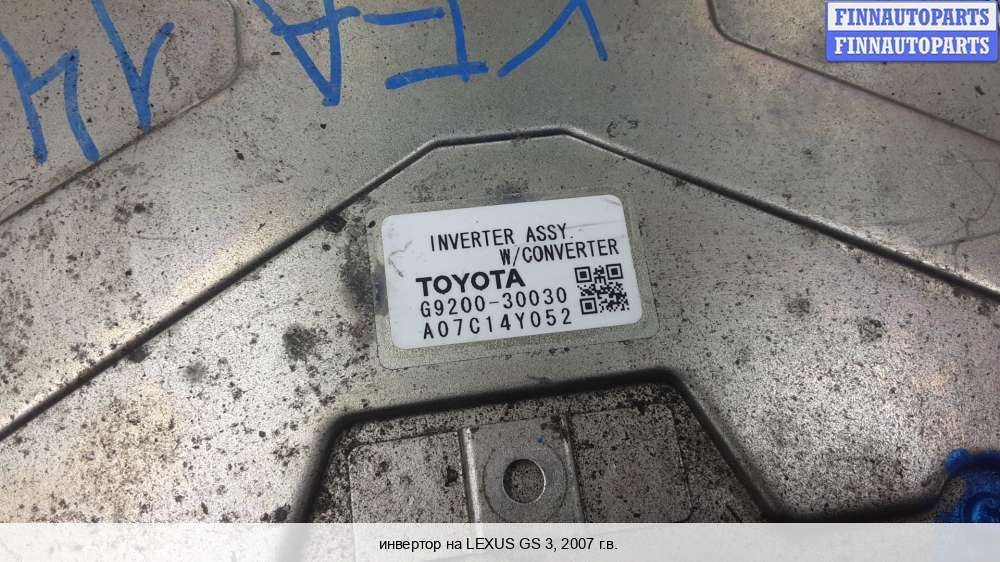 FINNAUTOPARTS
FINNAUTOPARTS
INVERTER ASSY
W/CONVERTER
TOYOTA
G9200-30030
A07C14Y052
инвертор на LEXUS GS 3, 2007 г.в.